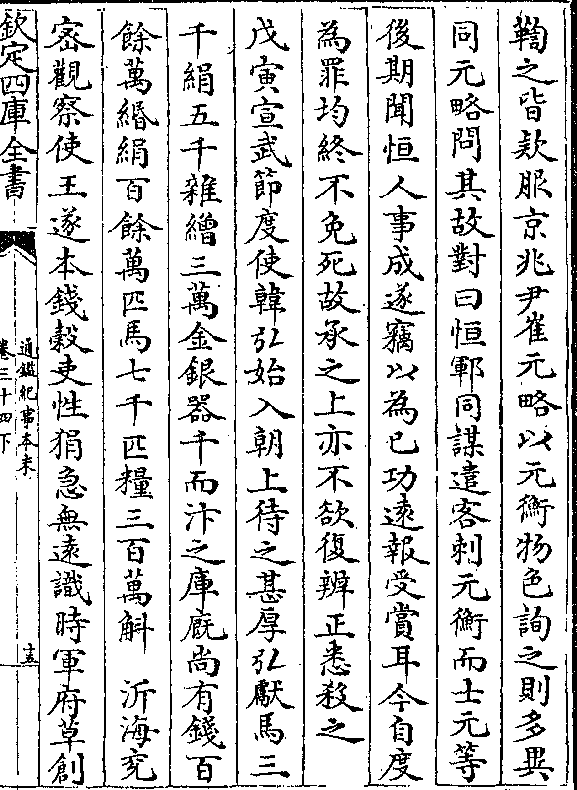 鞫之皆欵服京兆尹崔元略以元衡物色詢之則多異
同元略問其故對曰恒鄆同謀遣客刺元衡而士元等
後期聞恒人事成遂竊以為已功還報受賞耳今自度
為罪均終不免死故承之上亦不欲復辨正悉殺之
戊寅宣武節度使韓弘始入朝上待之甚厚弘獻馬三
千絹五千雜繒三萬金銀器千而汴之庫廐尚有錢百
餘萬緡絹百餘萬匹馬七千匹糧三百萬斛　沂海兖
密觀察使王遂本錢穀吏性狷急無遠識時軍府草創
欽定四庫全書
通鑑紀事本末
卷三十四下
十五